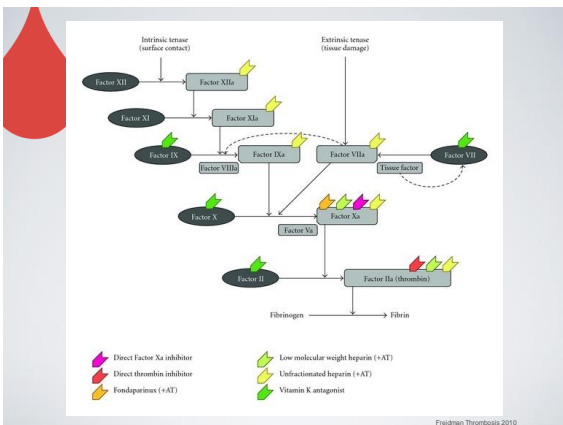 Intrinsic tenase
(surface contact)
Extrinsic tenase
(tissue damage)
Factor XII
Factor XIIa
Factor XI
Factor XIa
Factor IX
Factor IXa
Factor VIIa
Factor VII
Factor VIIIa
Tissue factor
Factor X
Factor Xa
Factor Va
Factor II
Factor IIa (thrombin)
Fibrinogen
Fibrin
Direct Factor Xa inhibitor
Direct thrombin inhibitor
Fondaparinux (+AT)
Low molecular weight heparin (+AT)
Unfractionated heparin (+AT)
Vitamin K antagonist
Freidman Thrombosis 2010